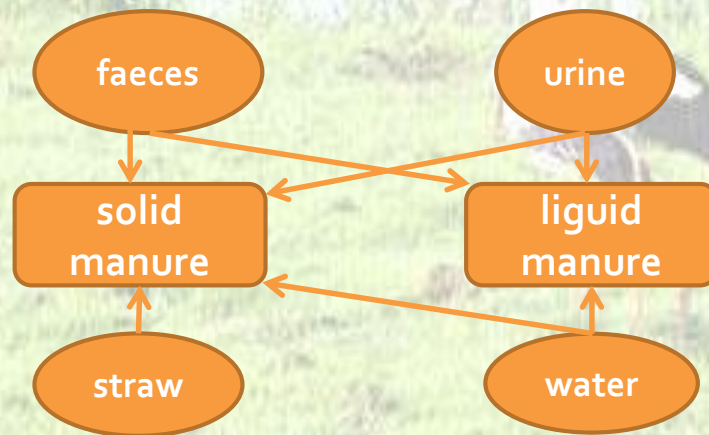 faeces
urine
solid
manure
liguid
manure
straw
water